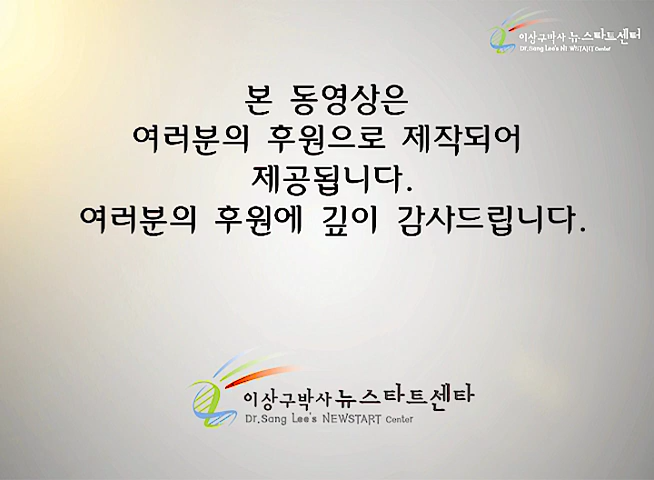 이상구박사 뉴스타트센터
Dr.Sang Lee's NEWSTART Center
본 동영상은
여러분의 후원으로 제작되어
제공됩니다.
여러분의 후원에 깊이 감사드립니다.
이상구박사 뉴스타트센타
Dr.Sang Lee's NEWSTART Center